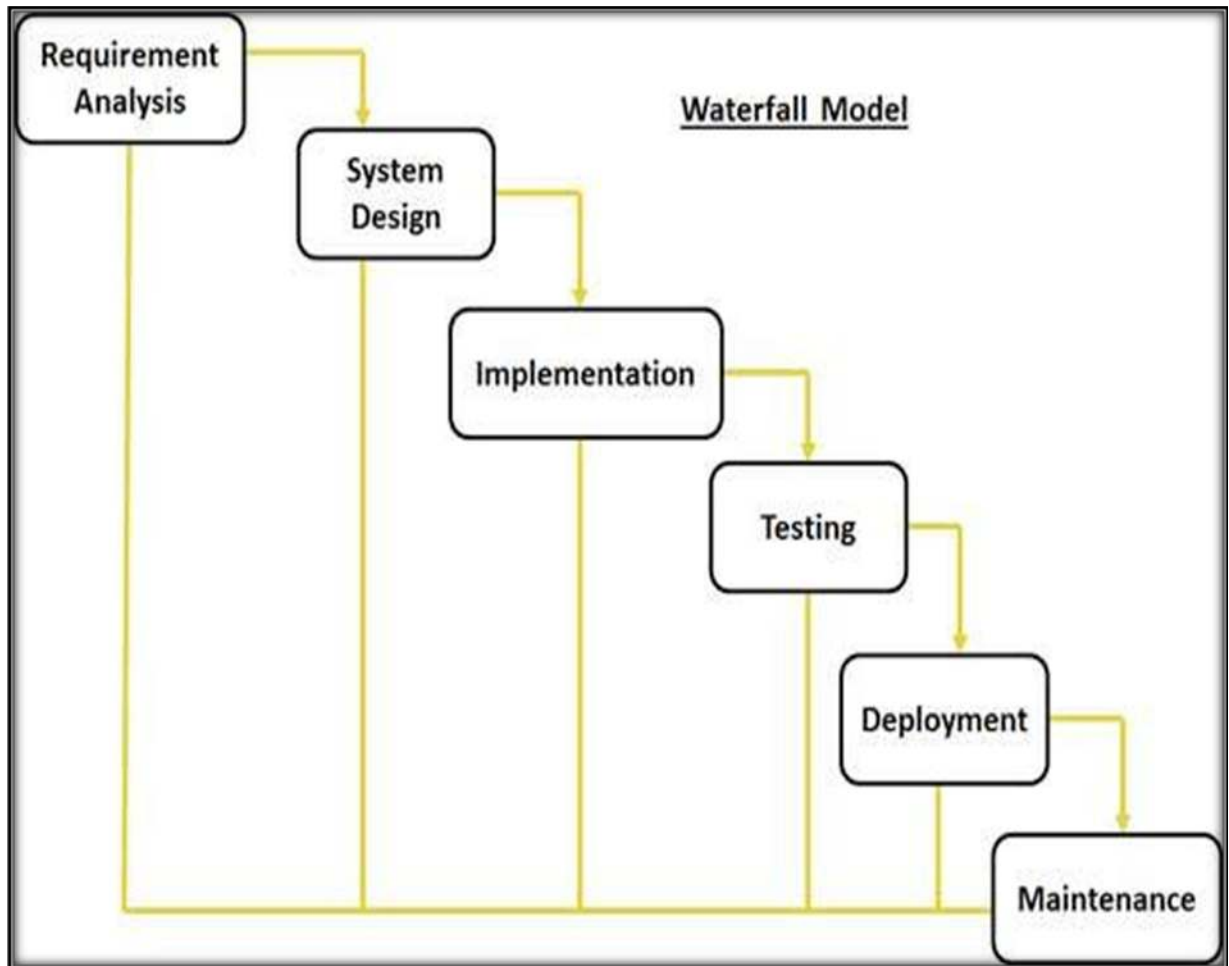 Requirement
Analysis
Waterfall Model
System
Design
Implementation
Testing
Deployment
Maintenance